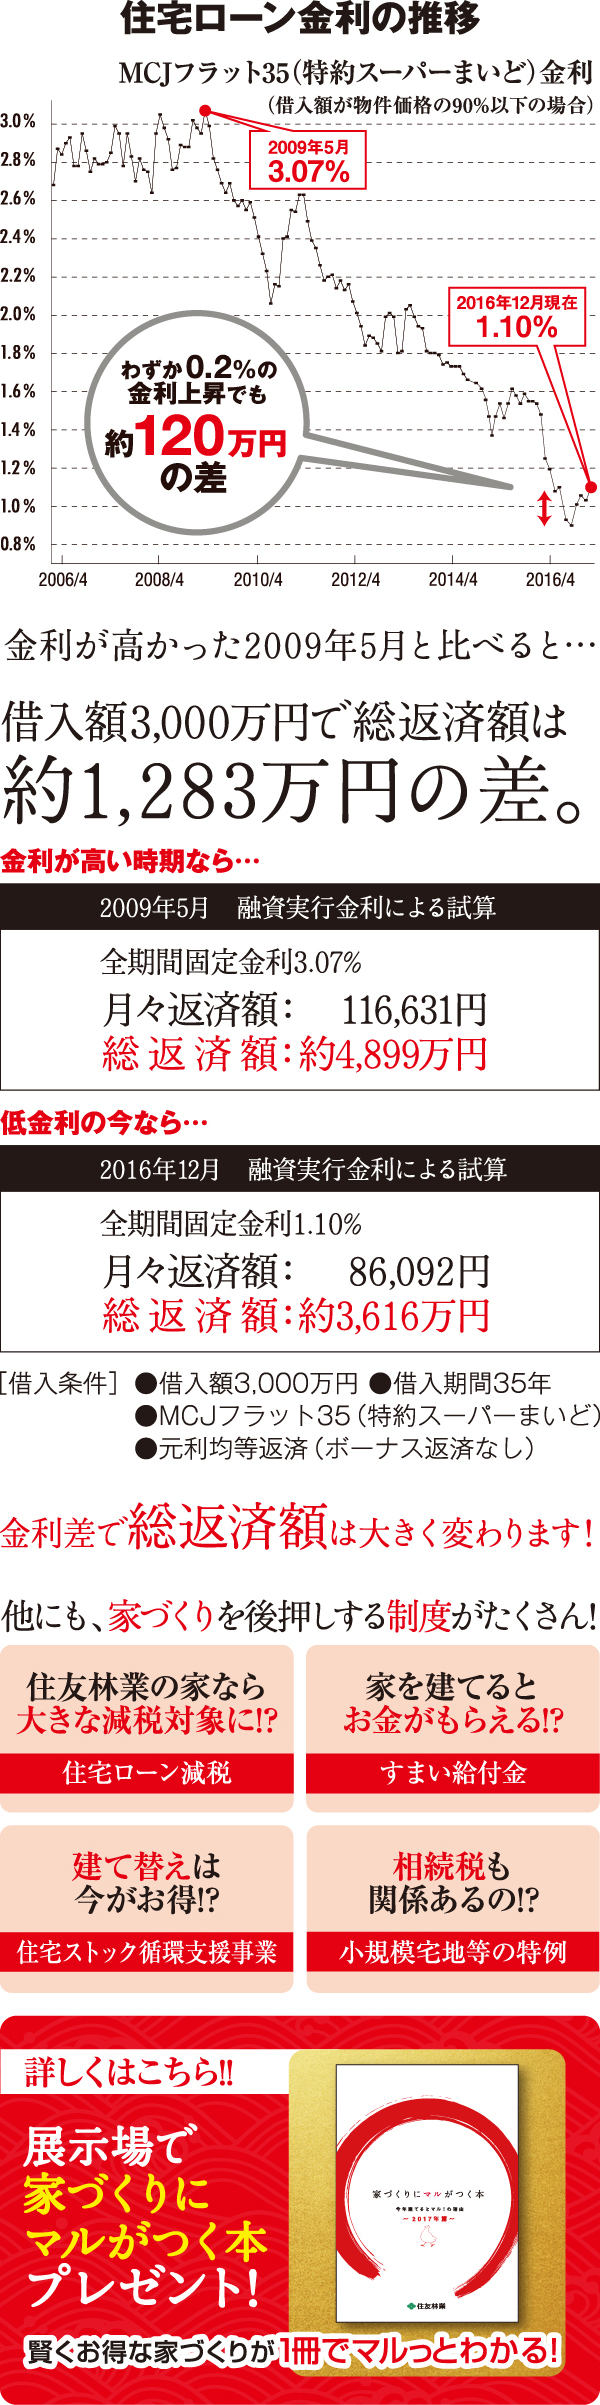 住宅ローン金利の推移
MCJフラット35(特約スーパーまいど)金利
(借入額が物件価格の90%以下の場合)
3.0%
2.8%
2.6%
2.4%
2.2%
2.0%
1.8%
1.6%
1.4%
1.2%
1.0%
0.8%
2009年5月
3.07%
2016年12月現在
1.10%
わずか0.2%の
金利上昇でも
約120万円
の差
2006/4 2008/4 2010/4 2012/4 2014/4 2016/4
金利が高かった2009年5月と比べると…
借入額3,000万円で総返済額は
約1,283万円の差。
金利が高い時期なら…
2009年5月 融資実行金利による試算
全期間固定金利3.07%
月々返済額: 116,631円
総返済額:約4,899万円
低金利の今なら…
2016年12月 融資実行金利による試算
全期間固定金利1.10%
月々返済額: 86,092円
総返済額:約3,616万円
[借入条件] ●借入額3,000万円 ●借入期間35年
●MCJフラット35(特約スーパーまいど)
●元利均等返済(ボーナス返済なし)
金利差で総返済額は大きく変わります!
他にも、家づくりを後押しする制度がたくさん!
住友林業の家なら
大きな減税対象に!?
住宅ローン減税
家を建てると
お金がもらえる!?
すまい給付金
建て替えは
今がお得!?
住宅ストック循環支援事業
相続税も
関係あるの!?
小規模宅地等の特例
詳しくはこちら!!
展示場で
家づくりに
マルがつく本
プレゼント!
家づくりにマルがつく本
今年建てるとマル!の理由
～2017年篇～
住友林業
賢くお得な家づくりが1冊でマルっとわかる!